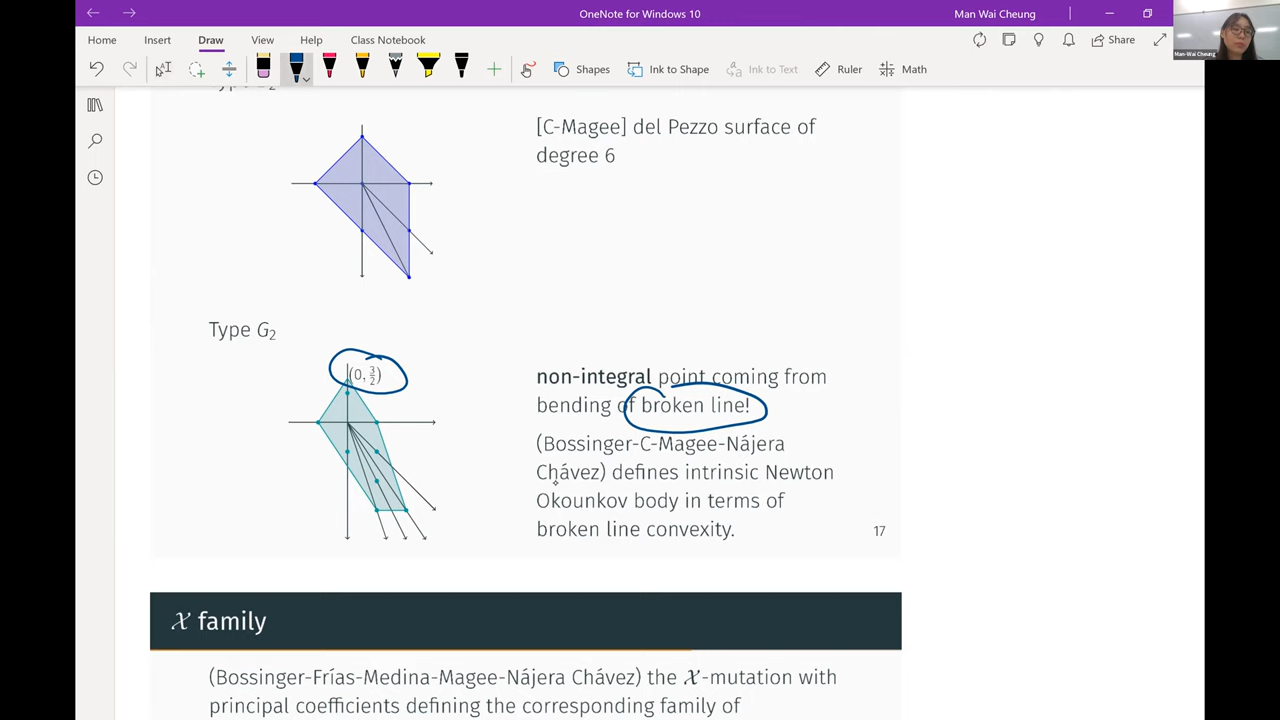 OneNote for Windows 10
Man Wai Cheung
Man-Wai Cheung
Home Insert Draw View Help Class Notebook
Share
Shapes Ink to Shape Ink to Text Ruler Math
[C-Magee] del Pezzo surface of
degree 6
Type G₂
(0, 3/2)
non-integral point coming from
bending of broken line!
(Bossinger-C-Magee-Nájera
Chávez) defines intrinsic Newton
Okounkov body in terms of
broken line convexity.
17
𝒳 family
(Bossinger-Frías-Medina-Magee-Nájera Chávez) the 𝒳-mutation with
principal coefficients defining the corresponding family of